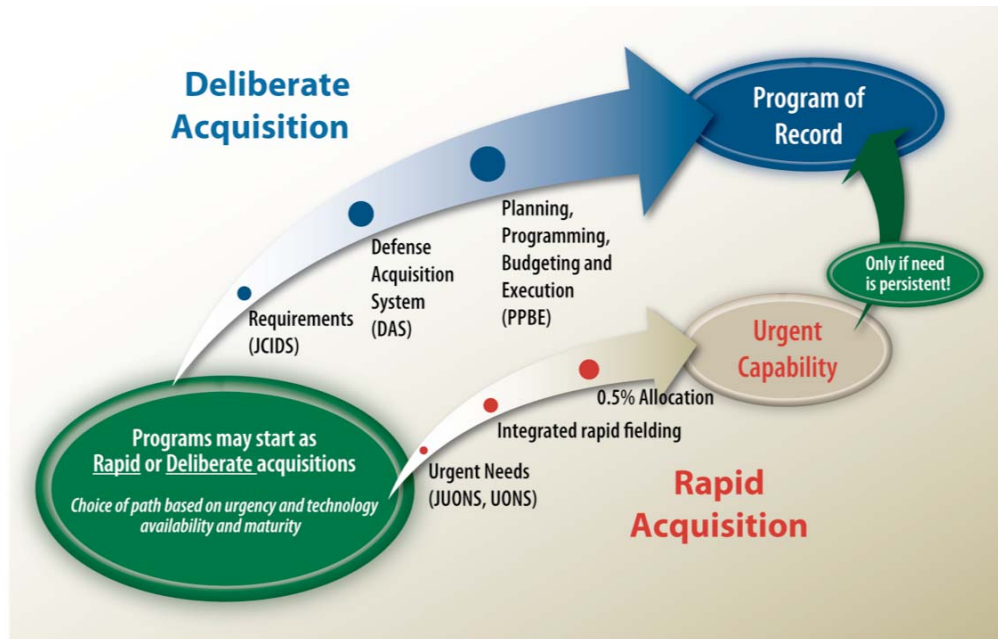 Deliberate
Acquisition
Program of
Record
Planning,
Programming,
Budgeting and
Execution
(PPBE)
Defense
Acquisition
System
(DAS)
Requirements
(JCIDS)
Only if need
is persistent!
Urgent
Capability
0.5% Allocation
Integrated rapid fielding
Urgent Needs
(JUONS, UONS)
Programs may start as
Rapid or Deliberate acquisitions
Choice of path based on urgency and technology
availability and maturity
Rapid
Acquisition